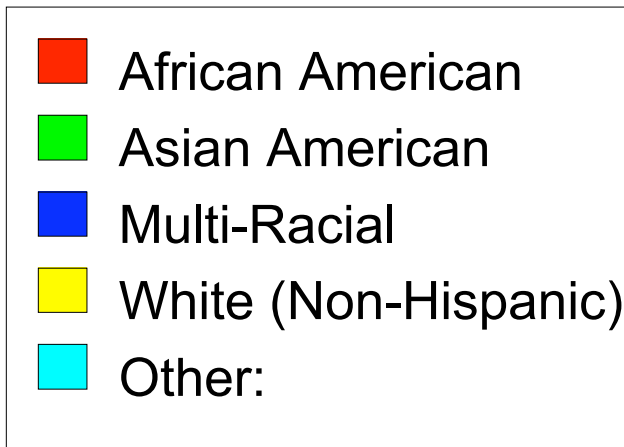 African American
Asian American
Multi-Racial
White (Non-Hispanic)
Other: